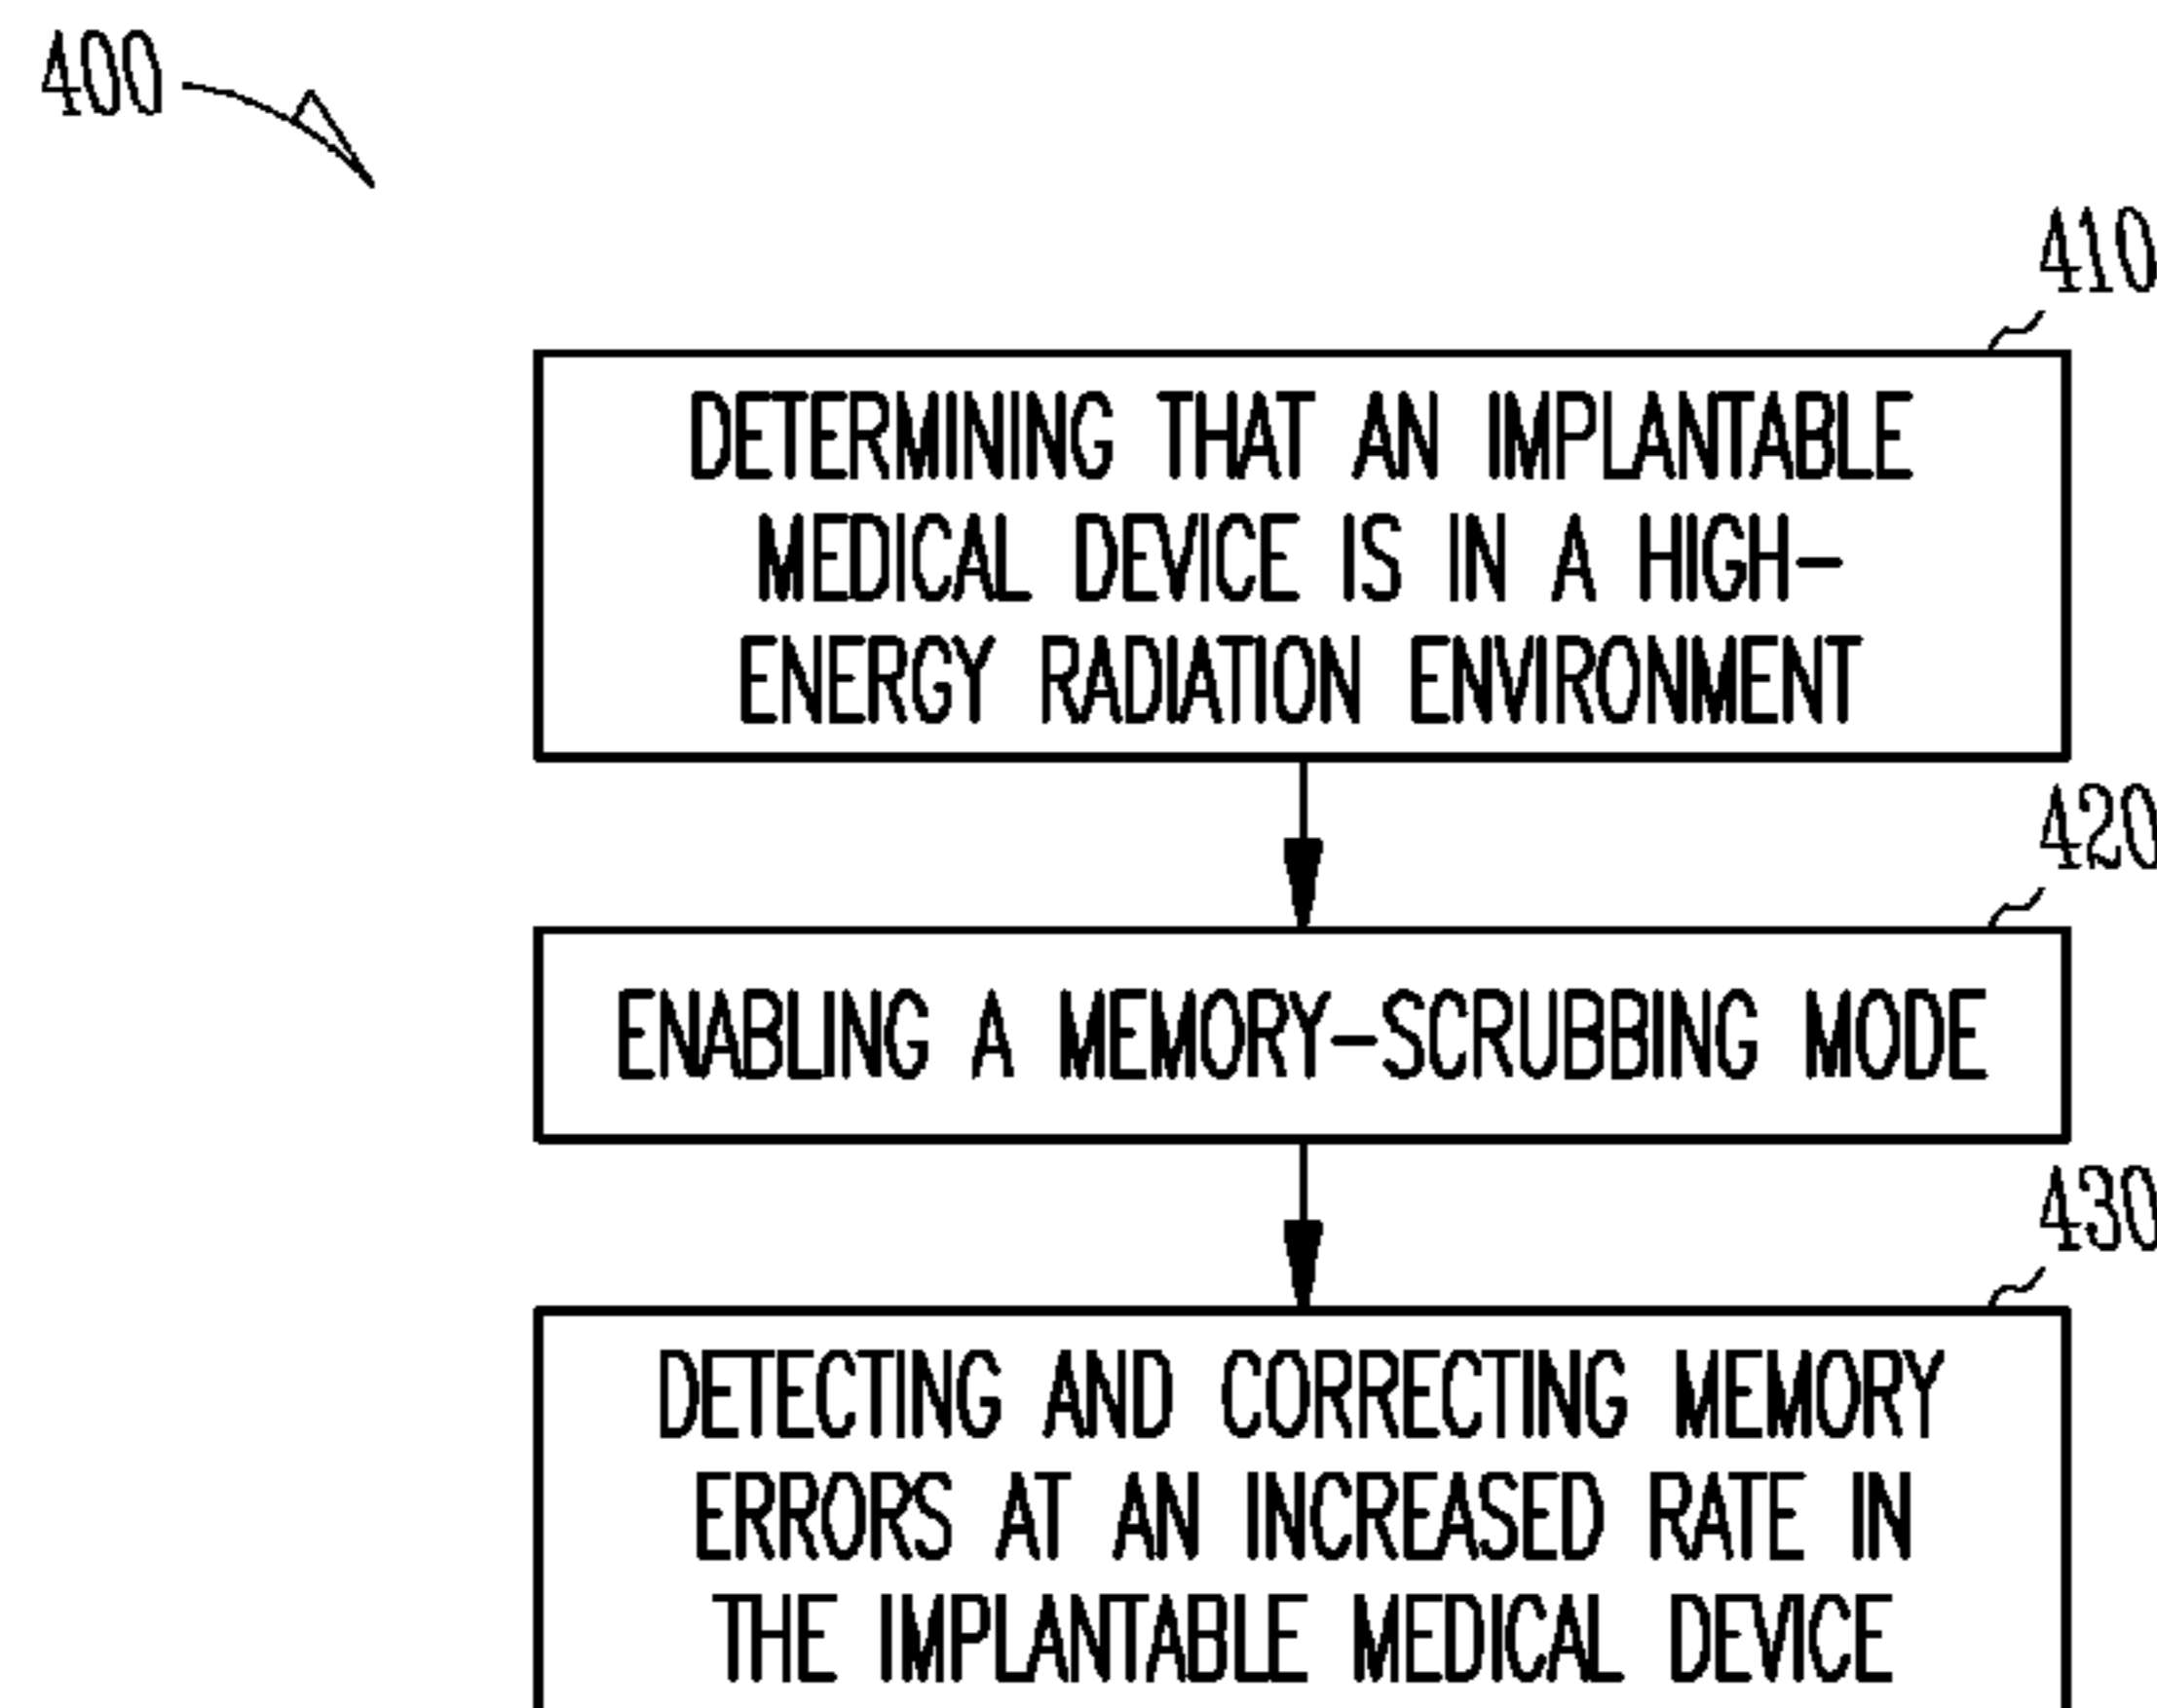 400
410
DETERMINING THAT AN IMPLANTABLE
MEDICAL DEVICE IS IN A HIGH-
ENERGY RADIATION ENVIRONMENT
420
ENABLING A MEMORY-SCRUBBING MODE
430
DETECTING AND CORRECTING MEMORY
ERRORS AT AN INCREASED RATE IN
THE IMPLANTABLE MEDICAL DEVICE